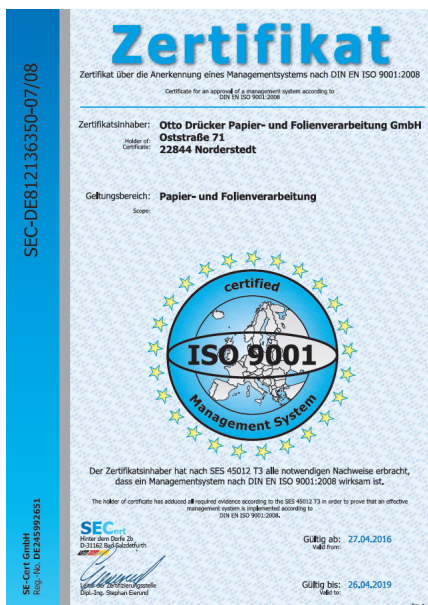 Zertifikat
Zertifikat über die Anerkennung eines Managementsystems nach DIN EN ISO 9001:2008
Certificate for an approval of a management system according to
DIN EN ISO 9001:2008
SEC-DE812136350-07/08
Zertifikatsinhaber: Otto Drücker Papier- und Folienverarbeitung GmbH
Holder of Oststraße 71
Certificate: 22844 Norderstedt
Geltungsbereich: Papier- und Folienverarbeitung
Scope:
certified
ISO 9001
Management System
Der Zertifikatsinhaber hat nach SES 45012 T3 alle notwendigen Nachweise erbracht,
dass ein Managementsystem nach DIN EN ISO 9001:2008 wirksam ist.
The holder of certificate has adduced all required evidence according to the SES 45012 T3 in order to prove that an effective
management system is implemented according to
DIN EN ISO 9001:2008.
SECert
Hinter dem Dorfe 2b
D-31162 Bad Salzdetfurth
Gültig ab: 27.04.2016
Valid from:
Leiter der Zertifizierungsstelle
Dipl.-Ing. Stephan Eierund
Gültig bis: 26.04.2019
Valid to:
SE-Cert GmbH
Reg.-No. DE245992651